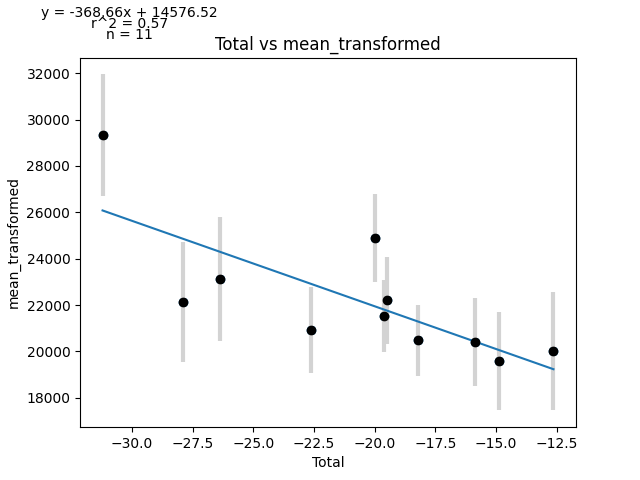 y = -368.66x + 14576.52
r^2 = 0.57
n = 11
Total vs mean_transformed
32000
30000
28000
26000
24000
22000
20000
18000
mean_transformed
−30.0 −27.5 −25.0 −22.5 −20.0 −17.5 −15.0 −12.5
Total